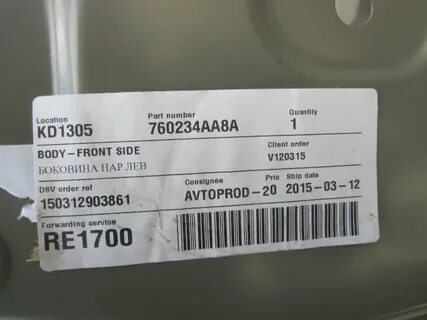 Location Part number Quantity
KD1305 760234AA8A 1
BODY-FRONT SIDE Client order
БОКОВИНА НАР ЛЕВ V120315
DSV order ref Consignee Prio Ship date
150312903861 AVTOPROD-20 2015-03-12
Forwarding service
RE1700